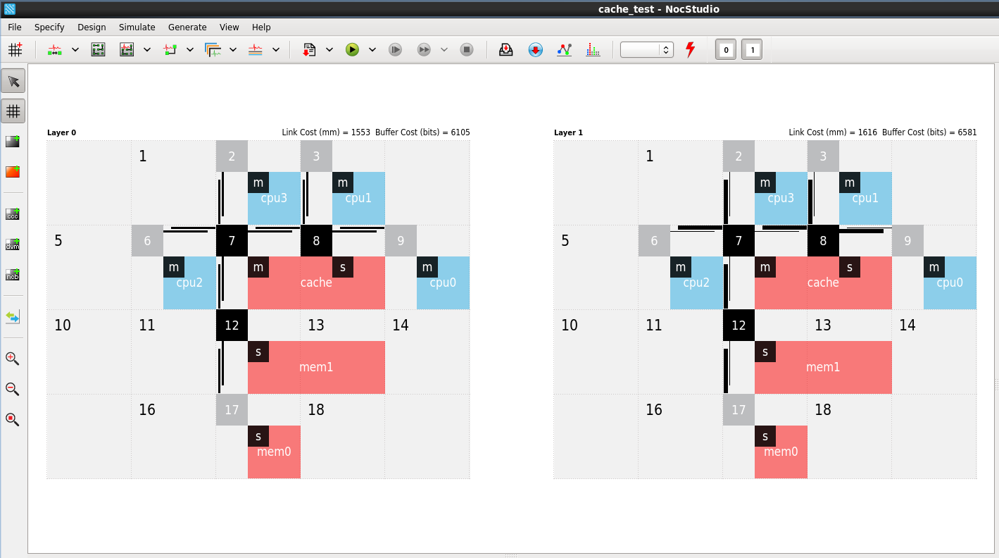 cache_test - NocStudio
File Specify Design Simulate Generate View Help
0 1
ccc
dvm
ncb
Layer 0 Link Cost (mm) = 1553 Buffer Cost (bits) = 6105
1 2 3
m cpu3 m cpu1
5 6 7 8 9
m cpu2 m cache s m cpu0
10 11 12 13 14
s mem1
16 17 18
s mem0
Layer 1 Link Cost (mm) = 1616 Buffer Cost (bits) = 6581
1 2 3
m cpu3 m cpu1
5 6 7 8 9
m cpu2 m cache s m cpu0
10 11 12 13 14
s mem1
16 17 18
s mem0